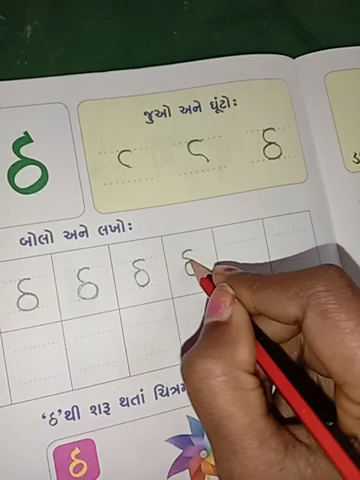 જુઓ અને ઘૂંટો:
ઠ
ઠ
બોલો અને લખો:
ઠ ઠ ઠ ઠ
‘ઠ’થી શરૂ થતાં
ઠ